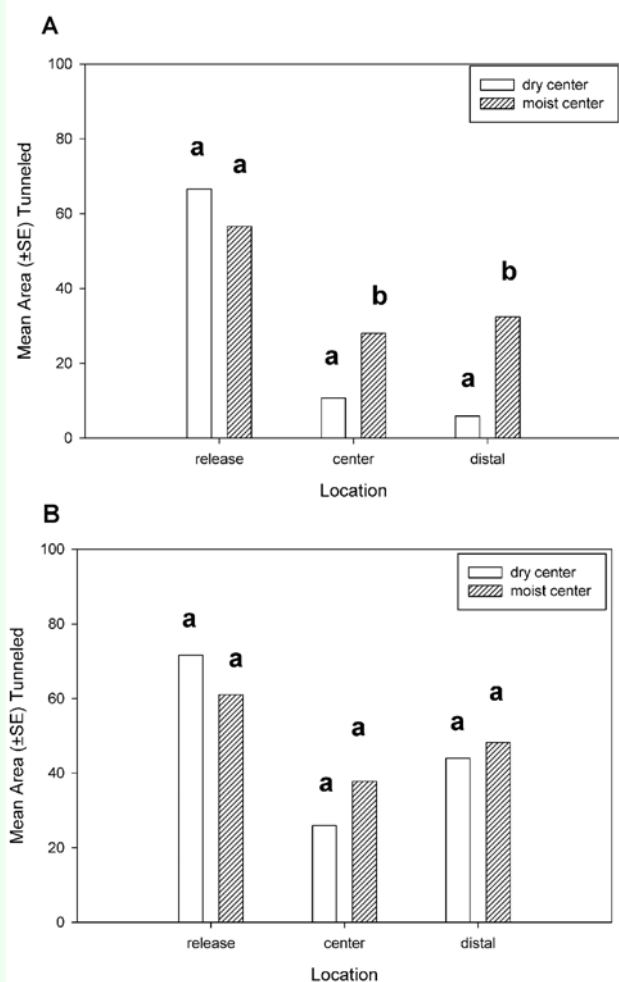 A
100
80
60
40
20
0
Mean Area (±SE) Tunneled
dry center
moist center
a a
a b
a b
release center distal
Location
B
100
80
60
40
20
0
Mean Area (±SE) Tunneled
dry center
moist center
a a
a a
a a
release center distal
Location